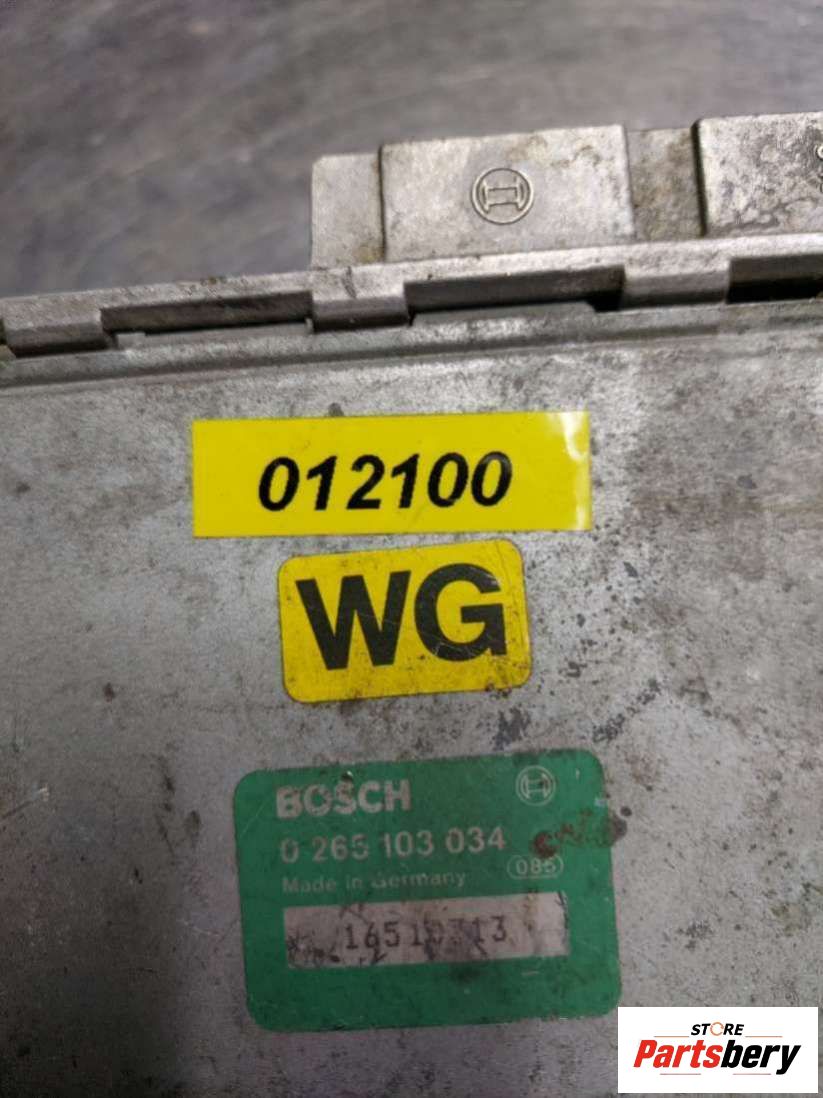 012100
WG
BOSCH
0 265 103 034
Made in Germany
085
STORE
Partsbery